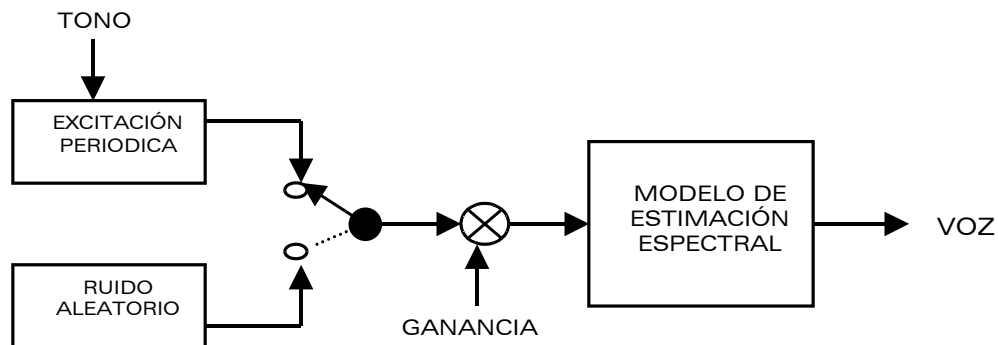 TONO
EXCITACIÓN
PERIODICA
RUIDO
ALEATORIO
GANANCIA
MODELO DE
ESTIMACIÓN
ESPECTRAL
VOZ